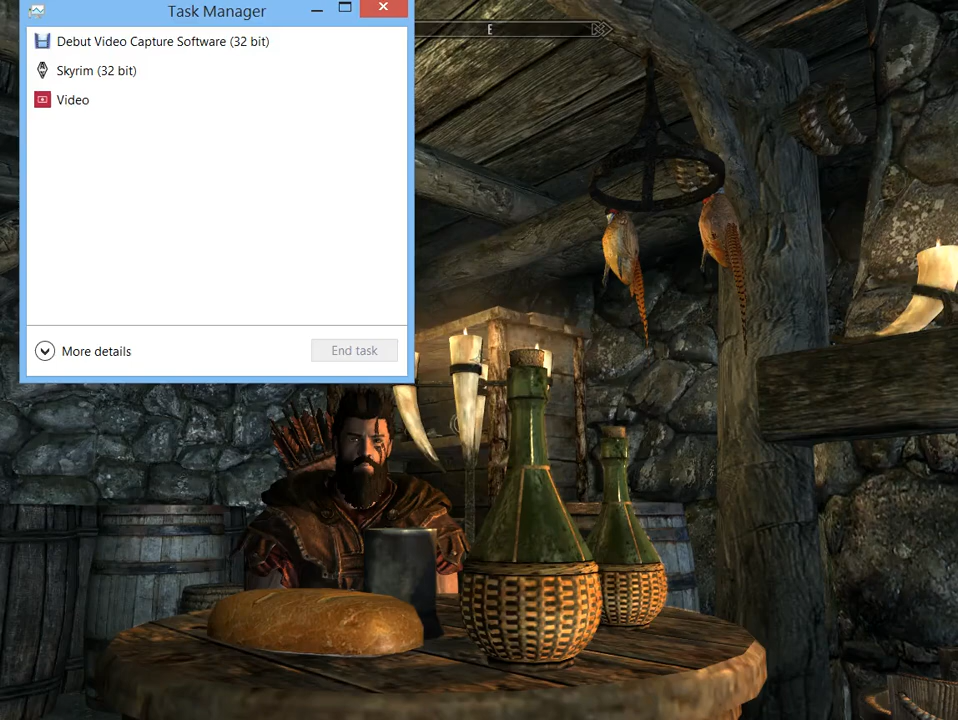 Task Manager
E
Debut Video Capture Software (32 bit)
Skyrim (32 bit)
Video
More details
End task